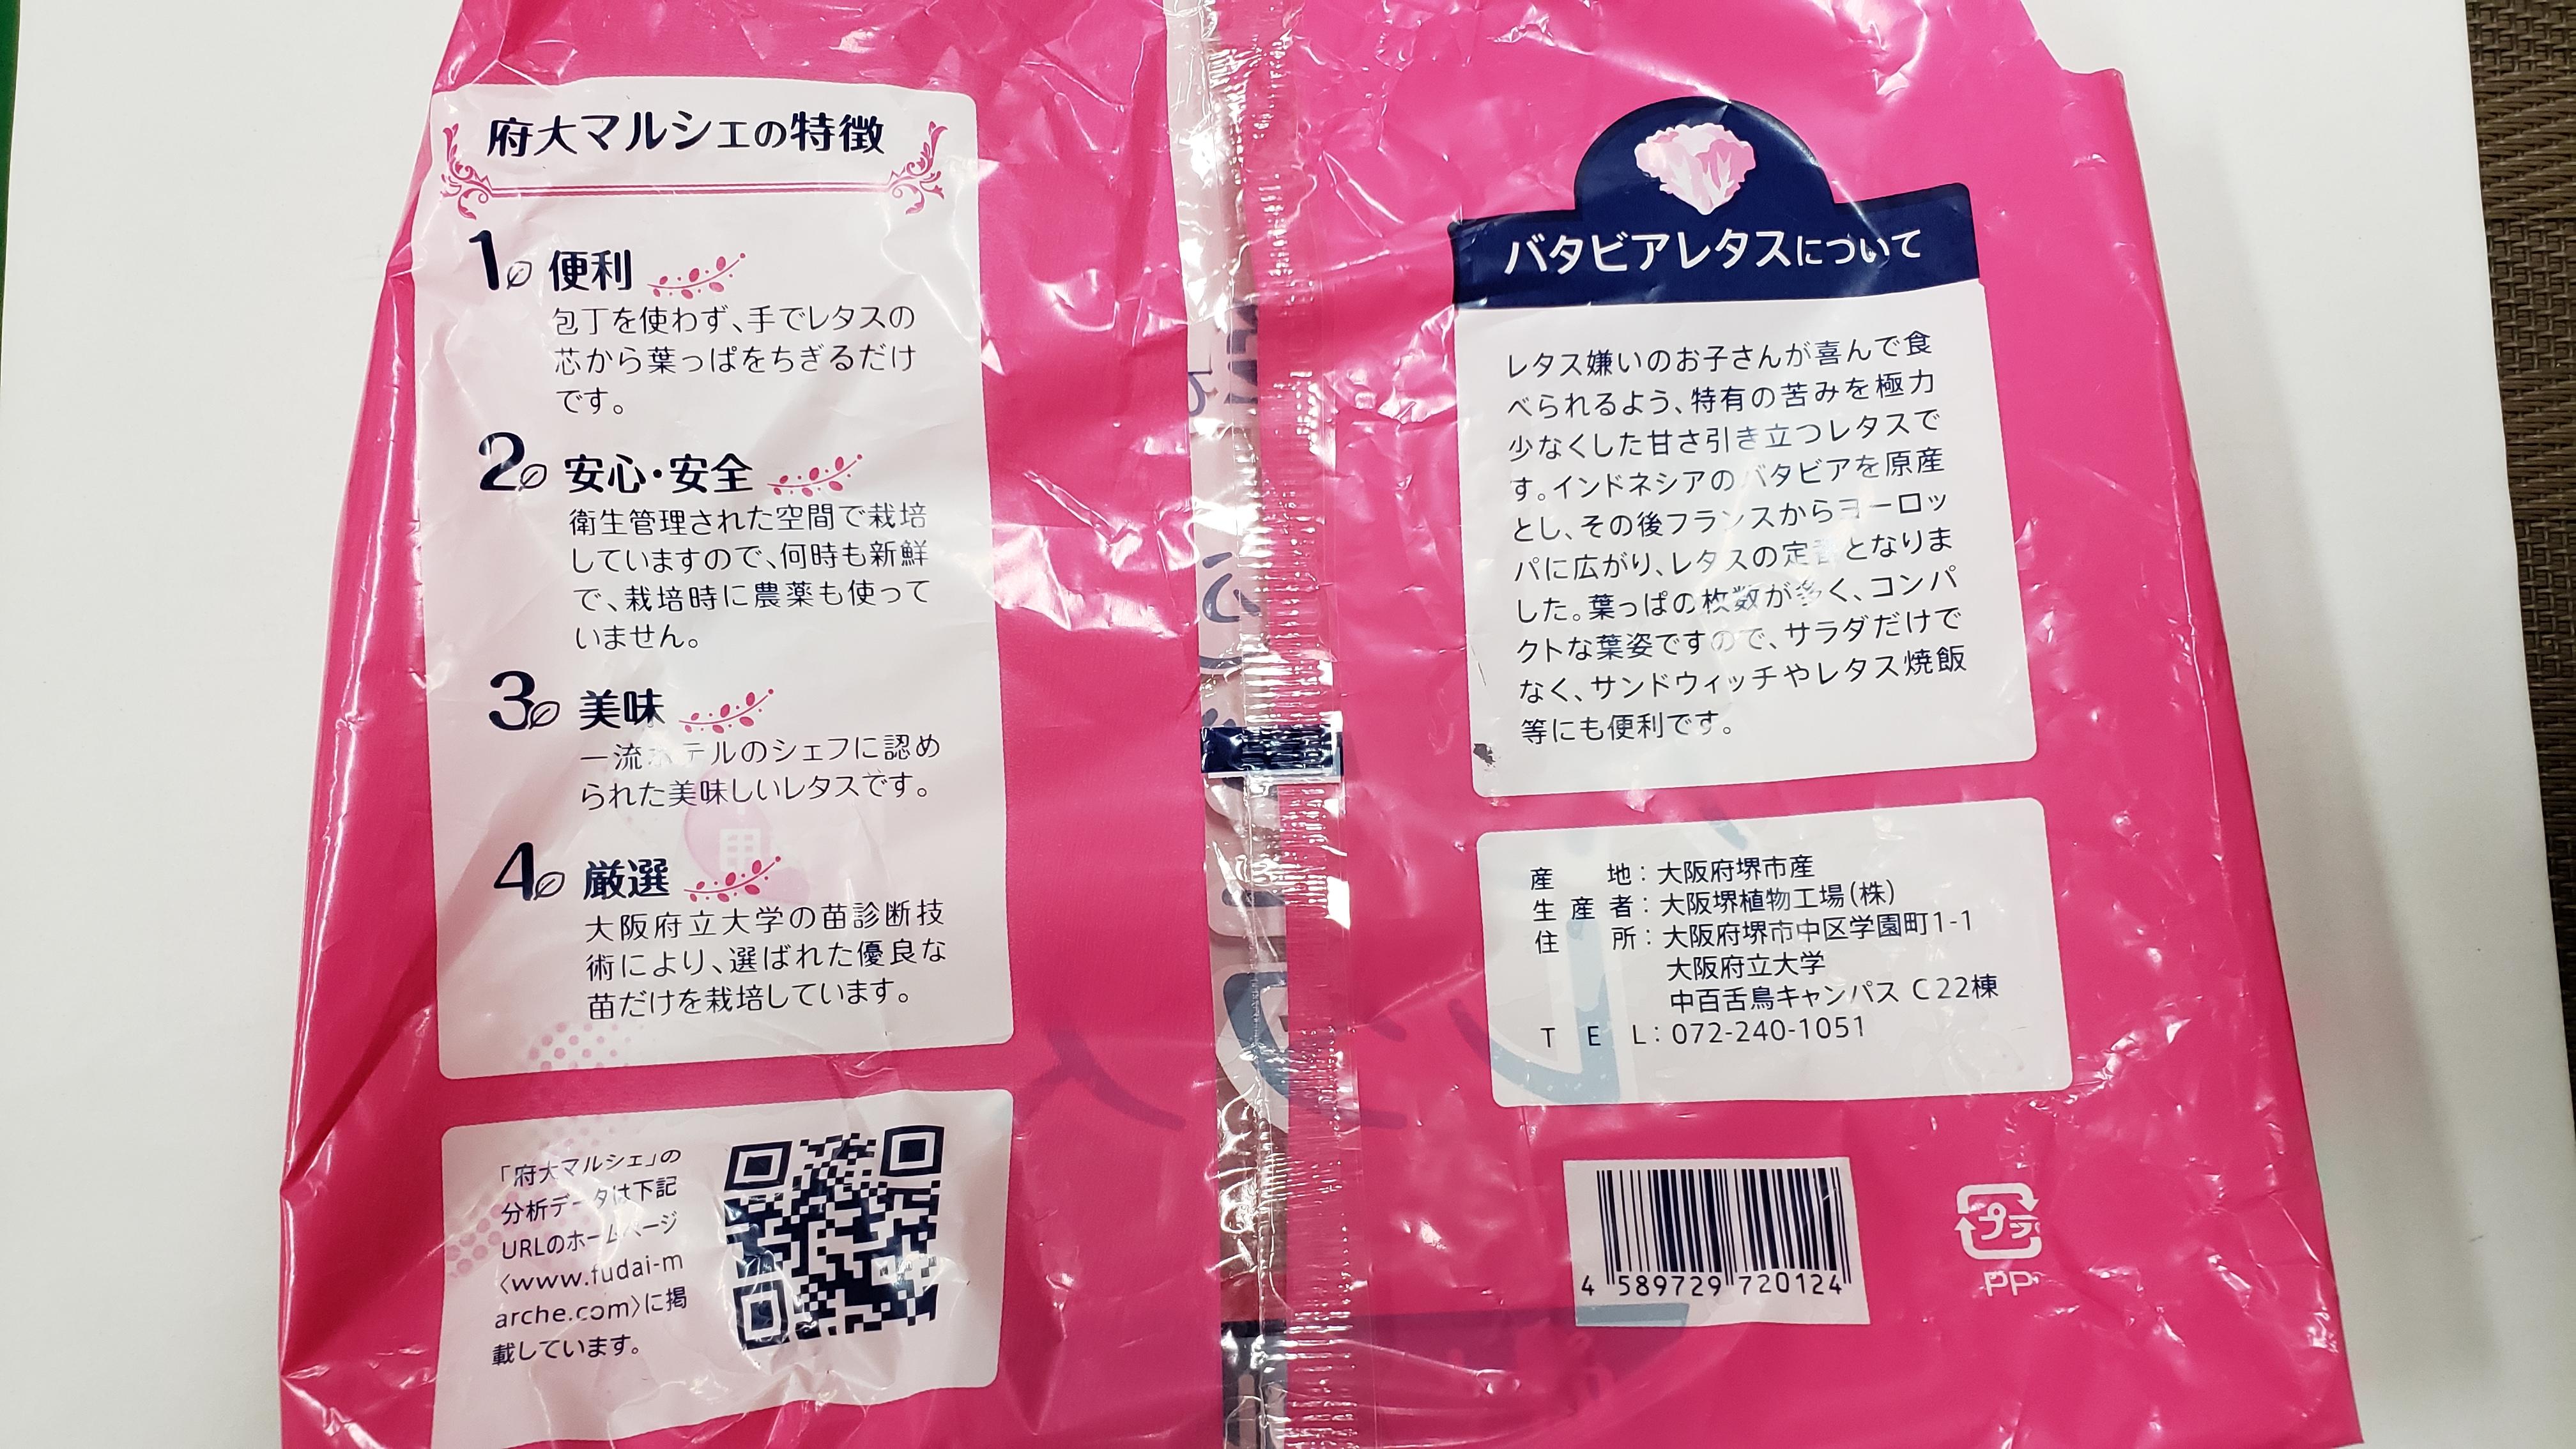 府大マルシェの特徴
1 便利
包丁を使わず、手でレタスの
芯から葉っぱをちぎるだけ
です。
2 安心・安全
衛生管理された空間で栽培
していますので、何時も新鮮
で、栽培時に農薬も使って
いません。
3 美味
一流ホテルのシェフに認め
られた美味しいレタスです。
4 厳選
大阪府立大学の苗診断技
術により、選ばれた優良な
苗だけを栽培しています。
「府大マルシェ」の
分析データは下記
URLのホームページ
〈www.fudai-m
arche.com〉に掲
載しています。
バタビアレタスについて
レタス嫌いのお子さんが喜んで食
べられるよう、特有の苦みを極力
少なくした甘さ引き立つレタスで
す。インドネシアのバタビアを原産
とし、その後フランスからヨーロッ
パに広がり、レタスの定番となりま
した。葉っぱの枚数が多く、コンパ
クトな葉姿ですので、サラダだけで
なく、サンドウィッチやレタス焼飯
等にも便利です。
産地：大阪府堺市産
生産者：大阪堺植物工場(株)
住所：大阪府堺市中区学園町1-1
大阪府立大学
中百舌鳥キャンパス C22棟
TEL：072-240-1051
4 589729 720124
プラ
PP